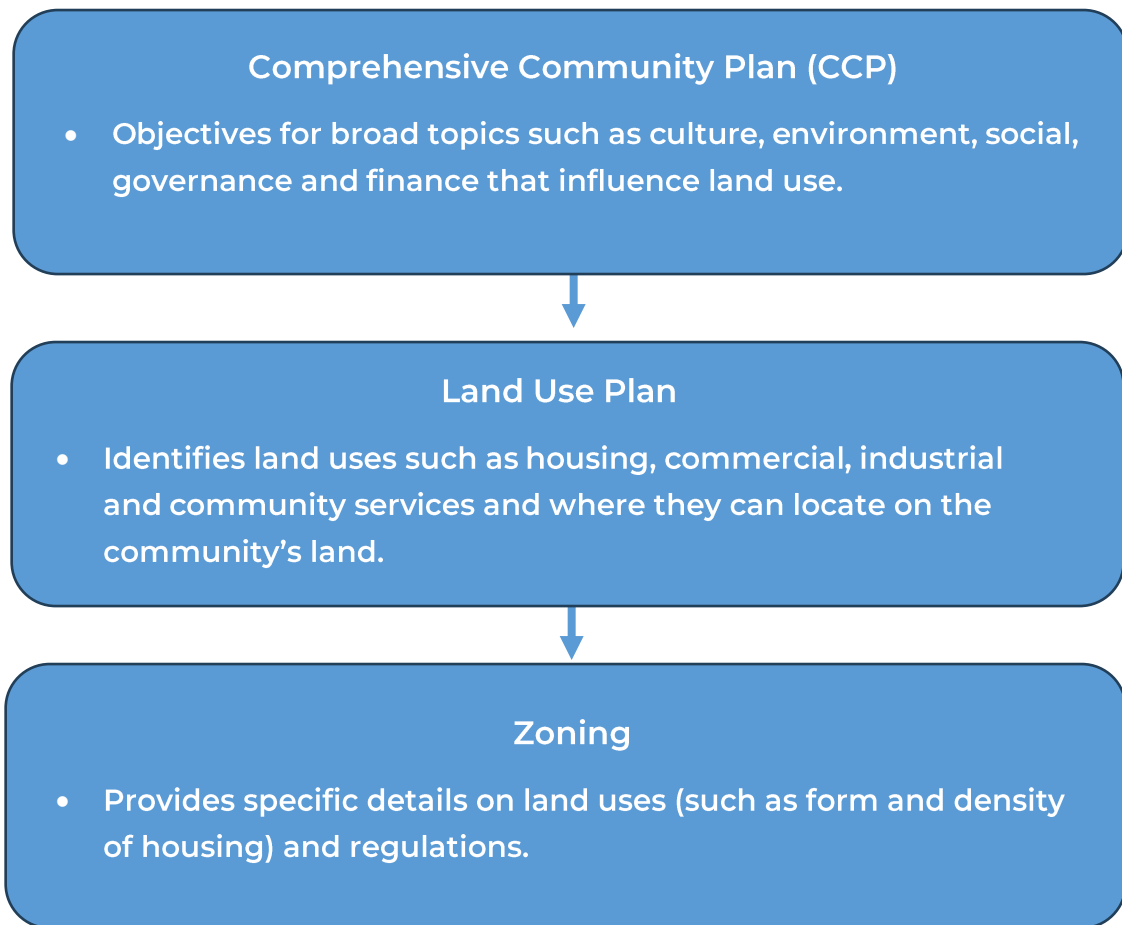 Comprehensive Community Plan (CCP)
• Objectives for broad topics such as culture, environment, social,
governance and finance that influence land use.
Land Use Plan
• Identifies land uses such as housing, commercial, industrial
and community services and where they can locate on the
community’s land.
Zoning
• Provides specific details on land uses (such as form and density
of housing) and regulations.